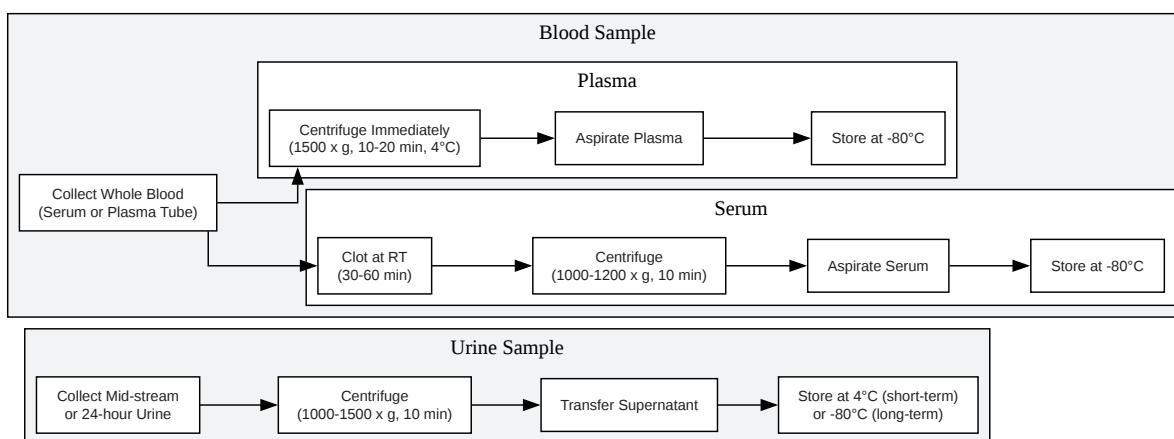 Blood Sample
Plasma
Centrifuge Immediately
(1500 x g, 10-20 min, 4°C)
Aspirate Plasma
Store at -80°C
Collect Whole Blood
(Serum or Plasma Tube)
Serum
Clot at RT
(30-60 min)
Centrifuge
(1000-1200 x g, 10 min)
Aspirate Serum
Store at -80°C
Urine Sample
Collect Mid-stream
or 24-hour Urine
Centrifuge
(1000-1500 x g, 10 min)
Transfer Supernatant
Store at 4°C (short-term)
or -80°C (long-term)